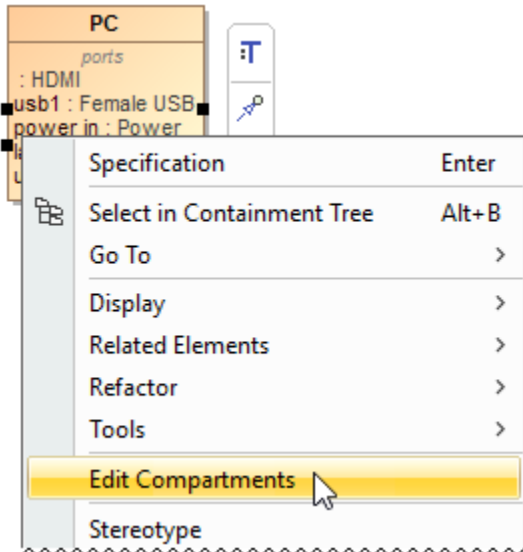 PC
ports
: HDMI
usb1 : Female USB
power in : Power
Specification Enter
Select in Containment Tree Alt+B
Go To
Display
Related Elements
Refactor
Tools
Edit Compartments
Stereotype